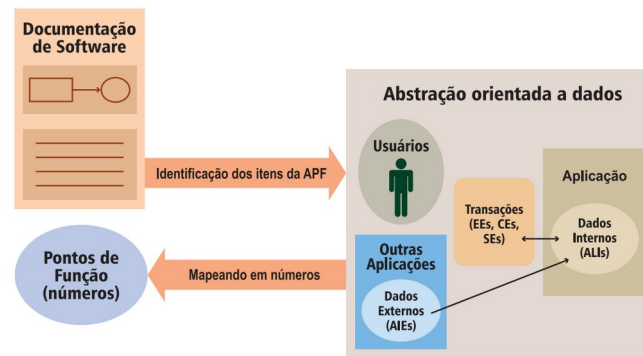 Documentação
de Software
Identificação dos itens da APF
Pontos de
Função
(números)
Mapeando em números
Abstração orientada a dados
Usuários
Transações
(EEs, CEs,
SEs)
Aplicação
Dados
Internos
(ALIs)
Outras
Aplicações
Dados
Externos
(AIEs)